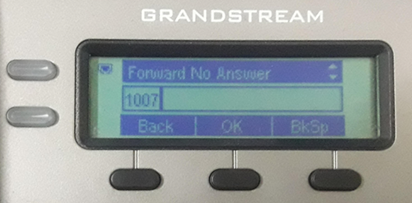 GRANDSTREAM
Forward No Answer
1007
Back OK BkSp